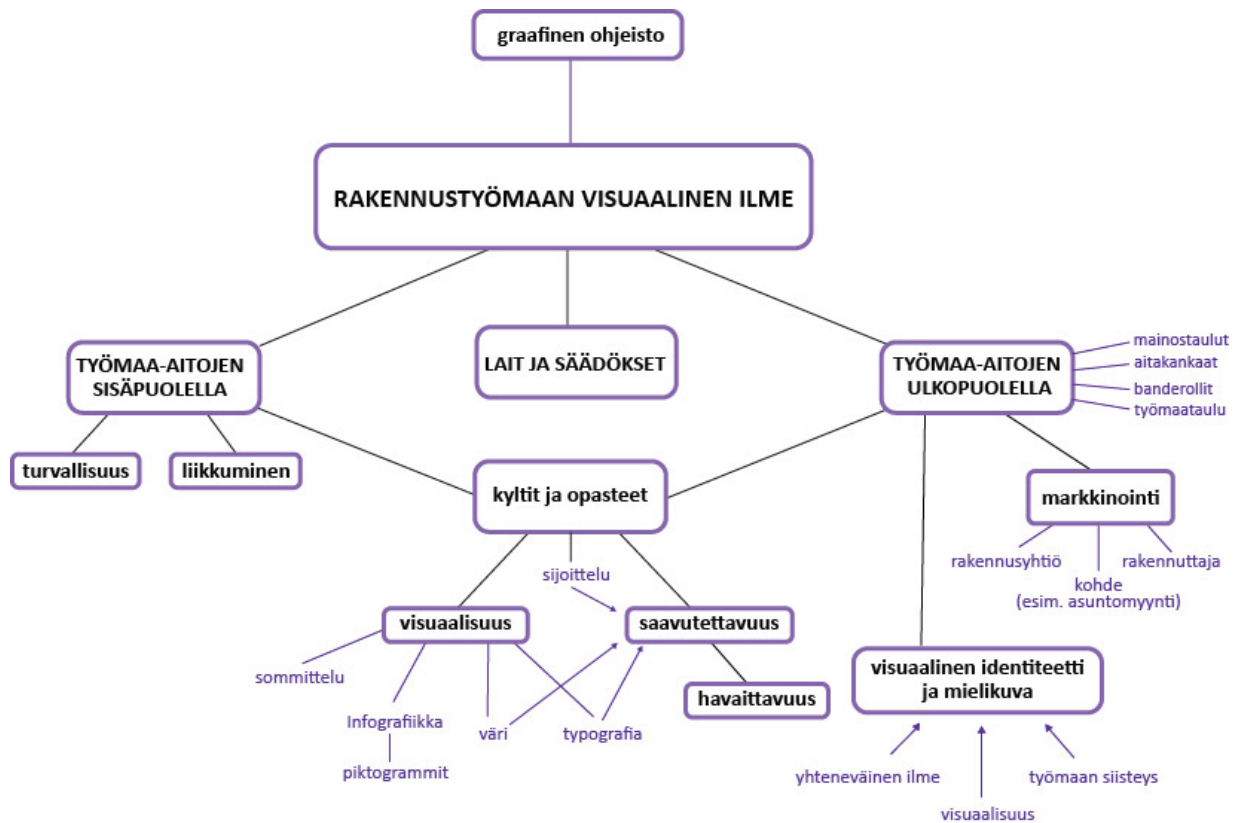 graafinen ohjeisto
RAKENNUSTYÖMAAN VISUAALINEN ILME
TYÖMAA-AITOJEN
SISÄPUOLELLA
LAIT JA SÄÄDÖKSET
TYÖMAA-AITOJEN
ULKOPUOLELLA
mainostaulut
aitakankaat
banderollit
työmaataulu
turvallisuus
liikkuminen
kyltit ja opasteet
markkinointi
rakennusyhtiö
kohde
(esim. asuntomyynti)
rakennuttaja
sijoittelu
visuaalisuus
saavutettavuus
sommittelu
Infografiikka
väri
typografia
piktogrammit
havaittavuus
visuaalinen identiteetti
ja mielikuva
yhteneväinen ilme
visuaalisuus
työmaan siisteys